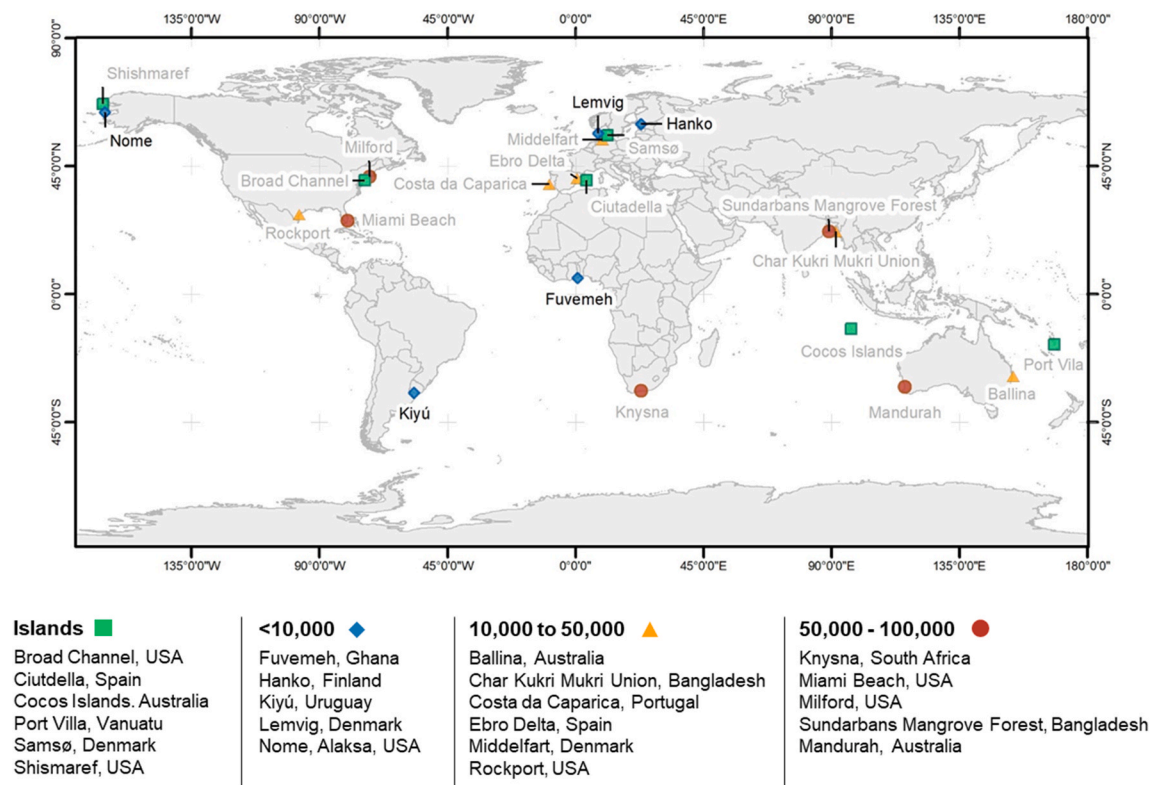 135°0'0"W 90°0'0"W 45°0'0"W 0°0'0" 45°0'0"E 90°0'0"E 135°0'0"E 180°0'0"
90°0'0"N
Shishmaref
Lemvig
Hanko
Nome
Milford
Middelfart
Samsø
Ebro Delta
45°0'0"N
45°0'0"N
Broad Channel
Costa da Caparica
Ciutadella
Sundarbans Mangrove Forest
Rockport
Miami Beach
Char Kukri Mukri Union
0°0'0"
Fuvemeh
0°0'0"
Cocos Islands
Port Vila
Kiyú
Knysna
Mandurah
Ballina
45°0'0"S
45°0'0"S
135°0'0"W 90°0'0"W 45°0'0"W 0°0'0" 45°0'0"E 90°0'0"E 135°0'0"E 180°0'0"
Islands
Broad Channel, USA
Ciutdella, Spain
Cocos Islands. Australia
Port Villa, Vanuatu
Samsø, Denmark
Shismaref, USA
<10,000
Fuvemeh, Ghana
Hanko, Finland
Kiyú, Uruguay
Lemvig, Denmark
Nome, Alaksa, USA
10,000 to 50,000
Ballina, Australia
Char Kukri Mukri Union, Bangladesh
Costa da Caparica, Portugal
Ebro Delta, Spain
Middelfart, Denmark
Rockport, USA
50,000 - 100,000
Knysna, South Africa
Miami Beach, USA
Milford, USA
Sundarbans Mangrove Forest, Bangladesh
Mandurah, Australia